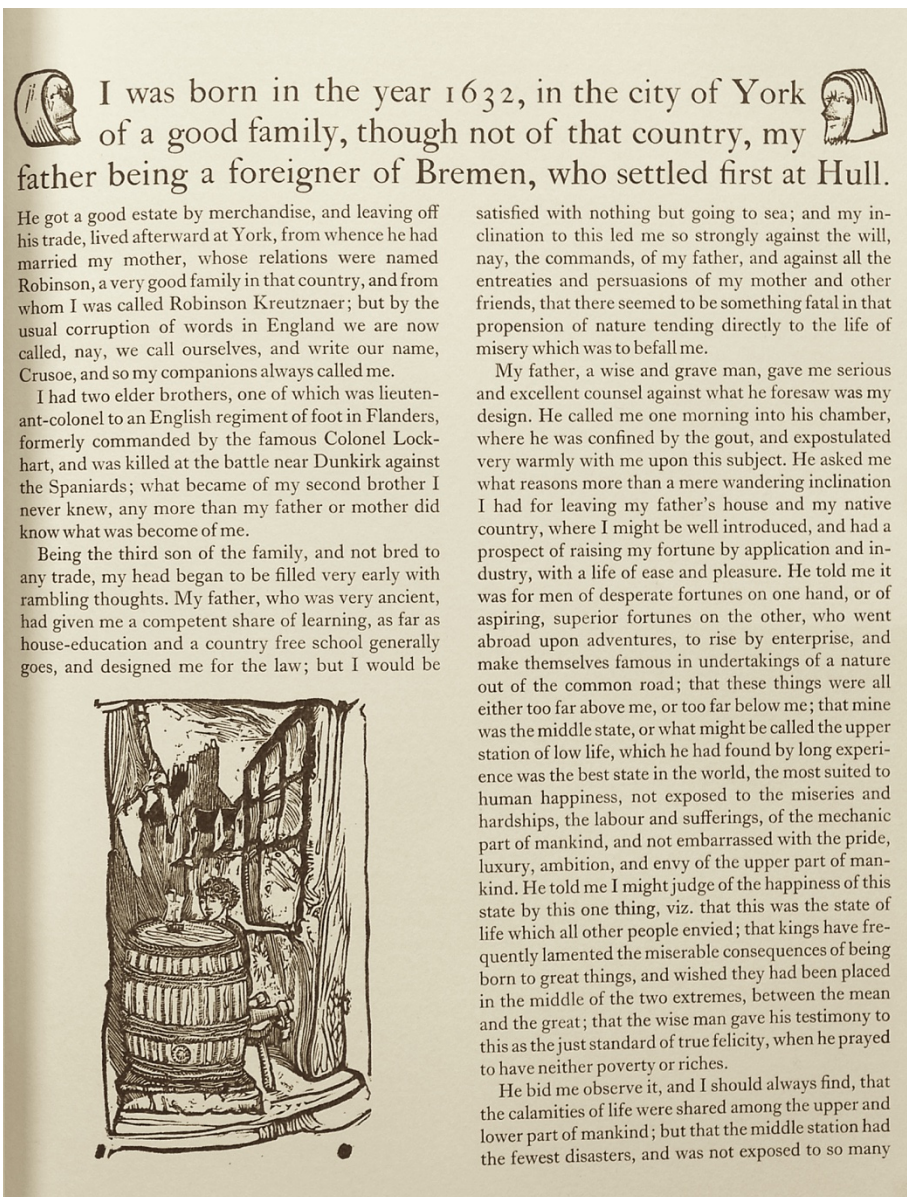 I was born in the year 1632, in the city of York
of a good family, though not of that country, my
father being a foreigner of Bremen, who settled first at Hull.
He got a good estate by merchandise, and leaving off
his trade, lived afterward at York, from whence he had
married my mother, whose relations were named
Robinson, a very good family in that country, and from
whom I was called Robinson Kreutznaer; but by the
usual corruption of words in England we are now
called, nay, we call ourselves, and write our name,
Crusoe, and so my companions always called me.
I had two elder brothers, one of which was lieuten-
ant-colonel to an English regiment of foot in Flanders,
formerly commanded by the famous Colonel Lock-
hart, and was killed at the battle near Dunkirk against
the Spaniards; what became of my second brother I
never knew, any more than my father or mother did
know what was become of me.
Being the third son of the family, and not bred to
any trade, my head began to be filled very early with
rambling thoughts. My father, who was very ancient,
had given me a competent share of learning, as far as
house-education and a country free school generally
goes, and designed me for the law; but I would be
satisfied with nothing but going to sea; and my in-
clination to this led me so strongly against the will,
nay, the commands, of my father, and against all the
entreaties and persuasions of my mother and other
friends, that there seemed to be something fatal in that
propension of nature tending directly to the life of
misery which was to befall me.
My father, a wise and grave man, gave me serious
and excellent counsel against what he foresaw was my
design. He called me one morning into his chamber,
where he was confined by the gout, and expostulated
very warmly with me upon this subject. He asked me
what reasons more than a mere wandering inclination
I had for leaving my father's house and my native
country, where I might be well introduced, and had a
prospect of raising my fortune by application and in-
dustry, with a life of ease and pleasure. He told me it
was for men of desperate fortunes on one hand, or of
aspiring, superior fortunes on the other, who went
abroad upon adventures, to rise by enterprise, and
make themselves famous in undertakings of a nature
out of the common road; that these things were all
either too far above me, or too far below me; that mine
was the middle state, or what might be called the upper
station of low life, which he had found by long experi-
ence was the best state in the world, the most suited to
human happiness, not exposed to the miseries and
hardships, the labour and sufferings, of the mechanic
part of mankind, and not embarrassed with the pride,
luxury, ambition, and envy of the upper part of man-
kind. He told me I might judge of the happiness of this
state by this one thing, viz. that this was the state of
life which all other people envied; that kings have fre-
quently lamented the miserable consequences of being
born to great things, and wished they had been placed
in the middle of the two extremes, between the mean
and the great; that the wise man gave his testimony to
this as the just standard of true felicity, when he prayed
to have neither poverty or riches.
He bid me observe it, and I should always find, that
the calamities of life were shared among the upper and
lower part of mankind; but that the middle station had
the fewest disasters, and was not exposed to so many